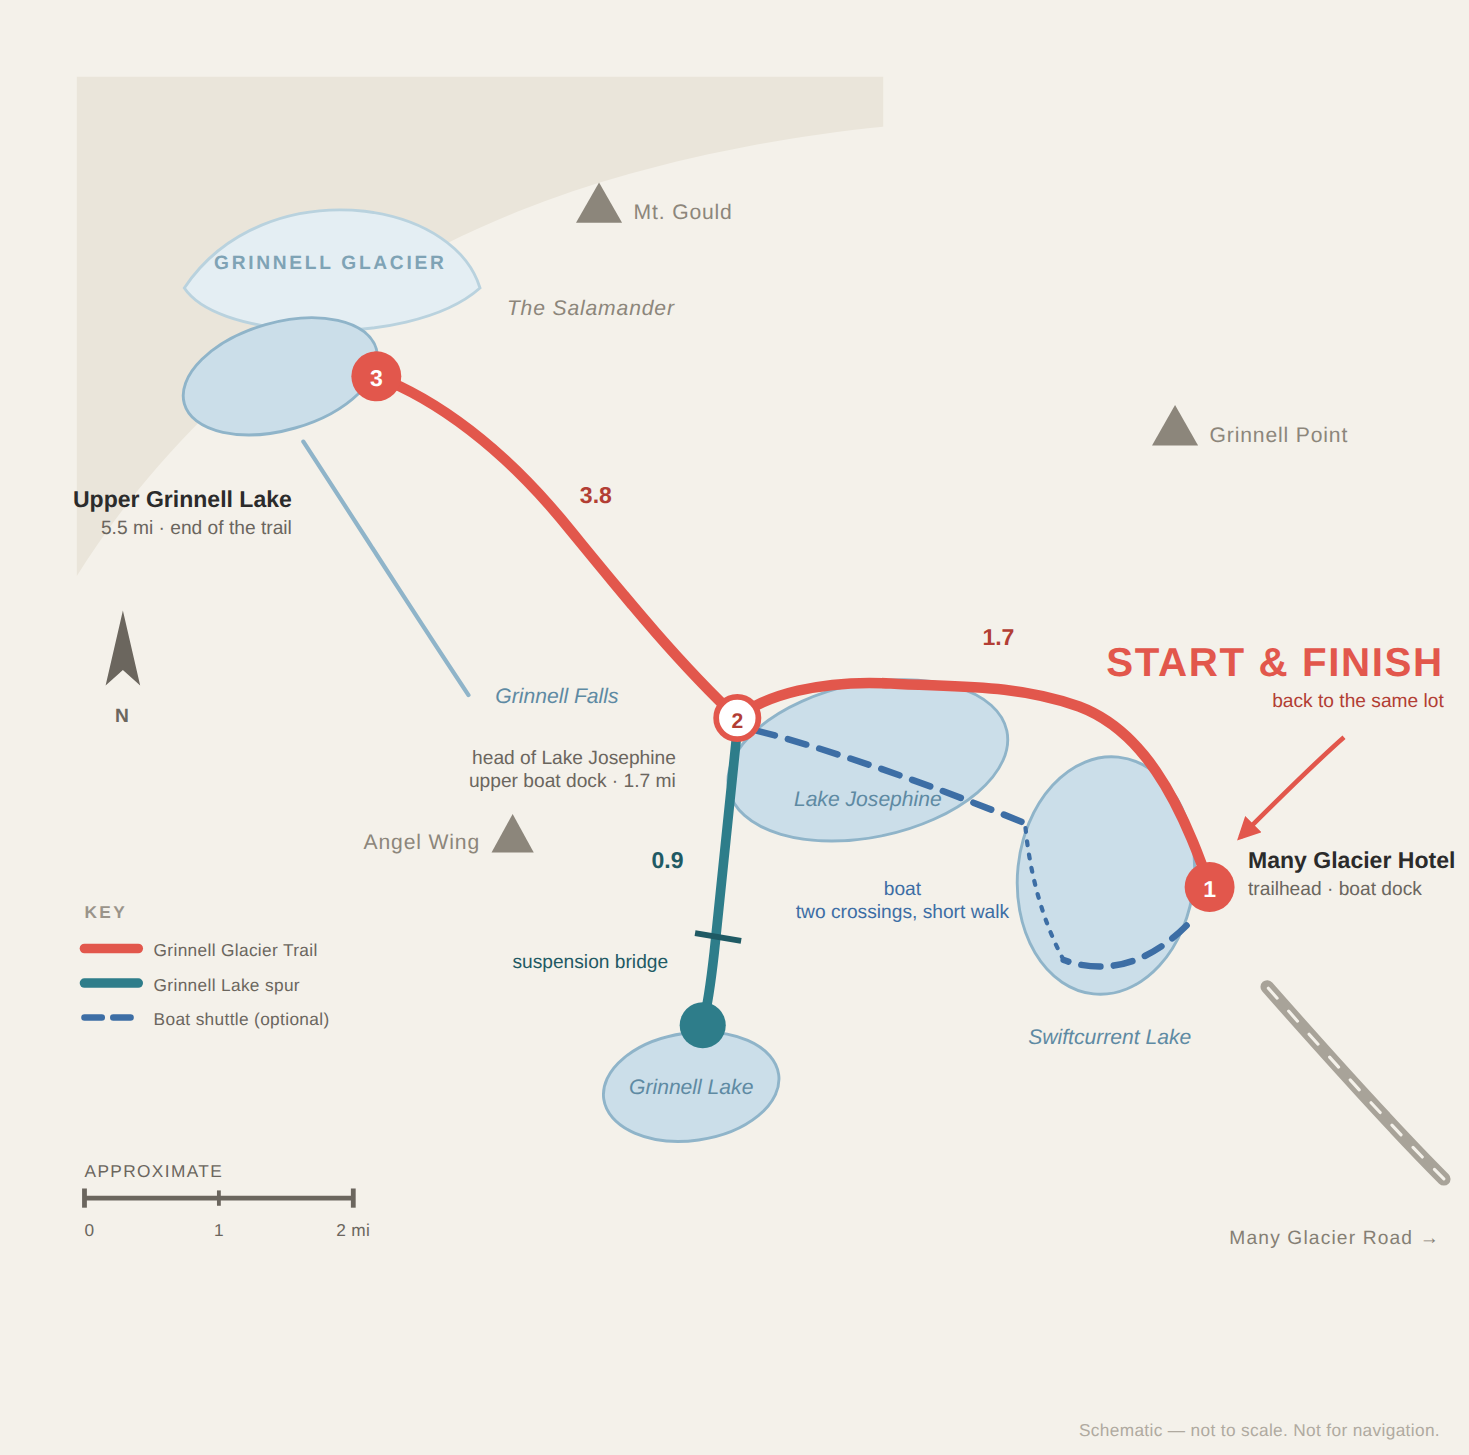 Mt. Gould
GRINNELL GLACIER
The Salamander
3
Grinnell Point
Upper Grinnell Lake
5.5 mi · end of the trail
3.8
1.7
START & FINISH
back to the same lot
N
Grinnell Falls
2
head of Lake Josephine
upper boat dock · 1.7 mi
Lake Josephine
Angel Wing
0.9
Many Glacier Hotel
trailhead · boat dock
1
boat
two crossings, short walk
KEY
Grinnell Glacier Trail
Grinnell Lake spur
Boat shuttle (optional)
suspension bridge
Swiftcurrent Lake
Grinnell Lake
APPROXIMATE
0 1 2 mi
Many Glacier Road →
Schematic — not to scale. Not for navigation.